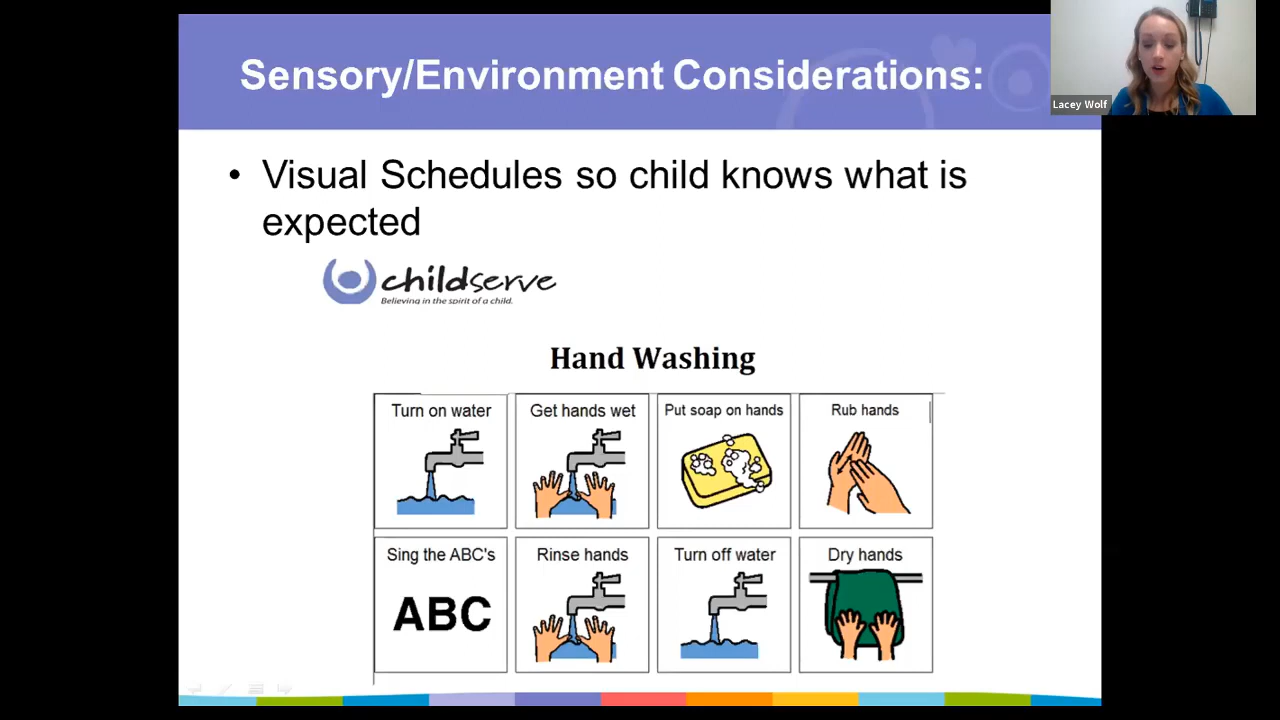 Sensory/Environment Considerations:
Lacey Wolf
• Visual Schedules so child knows what is
expected
childserve
Believing in the spirit of a child.
Hand Washing
Turn on water
Get hands wet
Put soap on hands
Rub hands
Sing the ABC's
ABC
Rinse hands
Turn off water
Dry hands